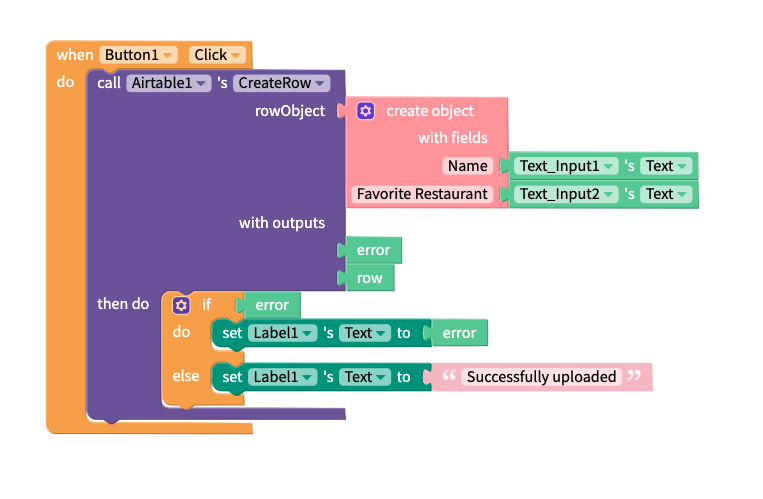 when Button1 Click
do call Airtable1 's CreateRow
rowObject create object
with fields
Name Text_Input1 's Text
Favorite Restaurant Text_Input2 's Text
with outputs
error
row
then do if error
do set Label1 's Text to error
else set Label1 's Text to “ Successfully uploaded ”